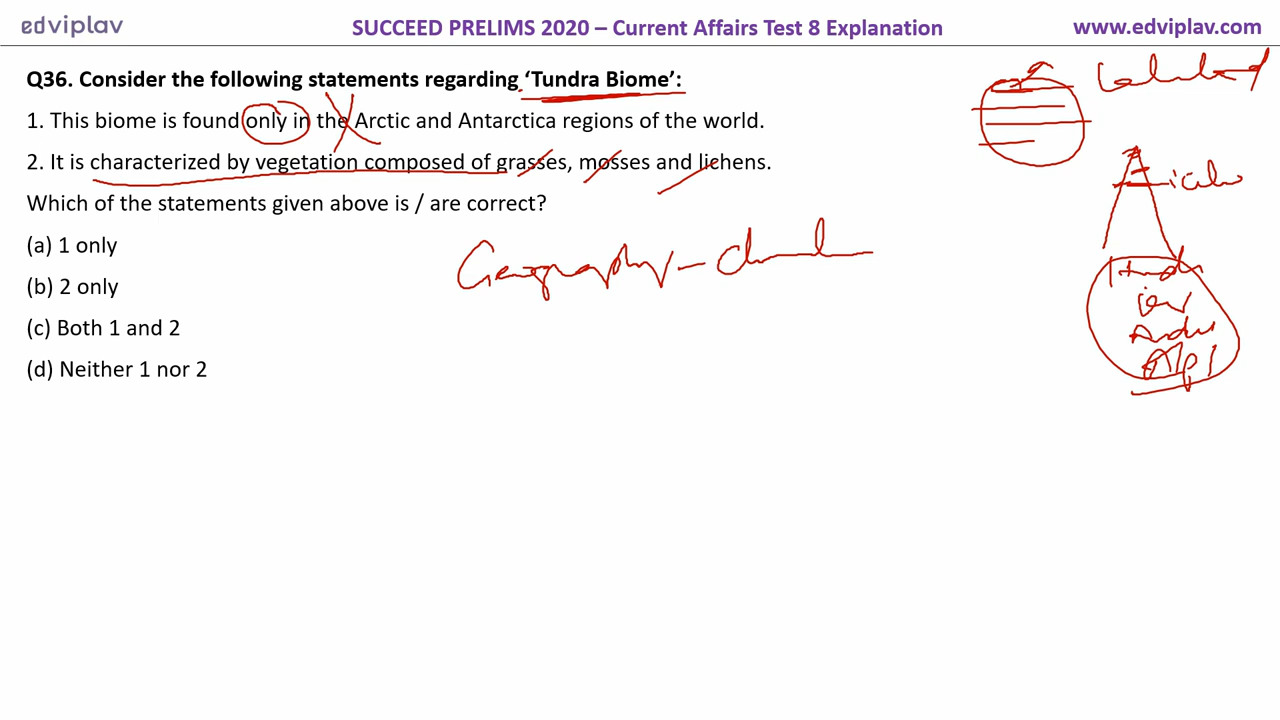 edviplav
SUCCEED PRELIMS 2020 – Current Affairs Test 8 Explanation
www.edviplav.com
Q36. Consider the following statements regarding ‘Tundra Biome’:
1. This biome is found only in the Arctic and Antarctica regions of the world.
2. It is characterized by vegetation composed of grasses, mosses and lichens.
Which of the statements given above is / are correct?
(a) 1 only
(b) 2 only
(c) Both 1 and 2
(d) Neither 1 nor 2
Geography –